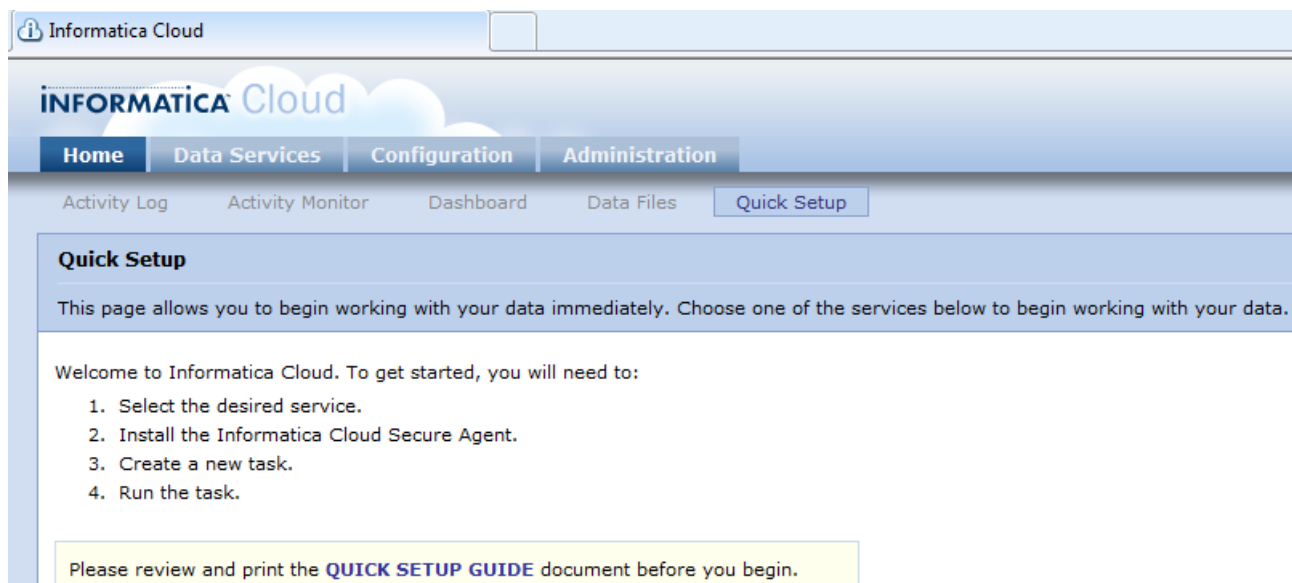 Informatica Cloud
INFORMATICA Cloud
Home Data Services Configuration Administration
Activity Log Activity Monitor Dashboard Data Files Quick Setup
Quick Setup
This page allows you to begin working with your data immediately. Choose one of the services below to begin working with your data.
Welcome to Informatica Cloud. To get started, you will need to:
1. Select the desired service.
2. Install the Informatica Cloud Secure Agent.
3. Create a new task.
4. Run the task.
Please review and print the QUICK SETUP GUIDE document before you begin.